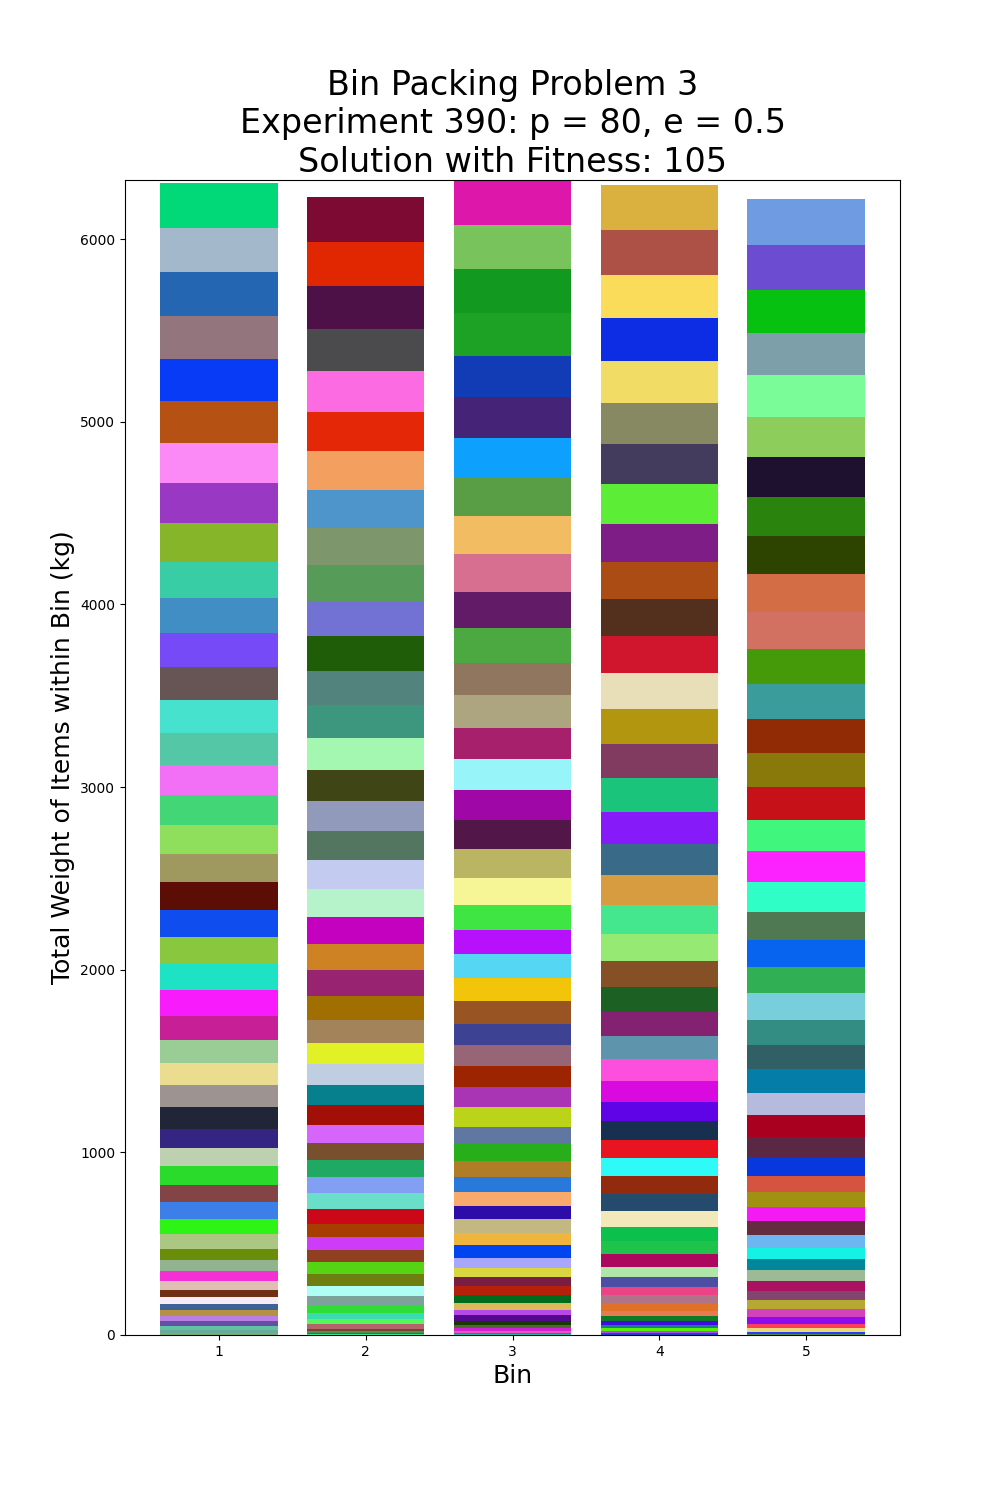 Bin Packing Problem 3
Experiment 390: p = 80, e = 0.5
Solution with Fitness: 105
Total Weight of Items within Bin (kg)
6000
5000
4000
3000
2000
1000
0
1 2 3 4 5
Bin